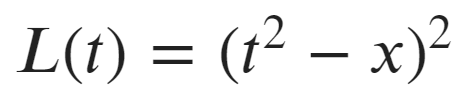 L(t) = (t² − x)²